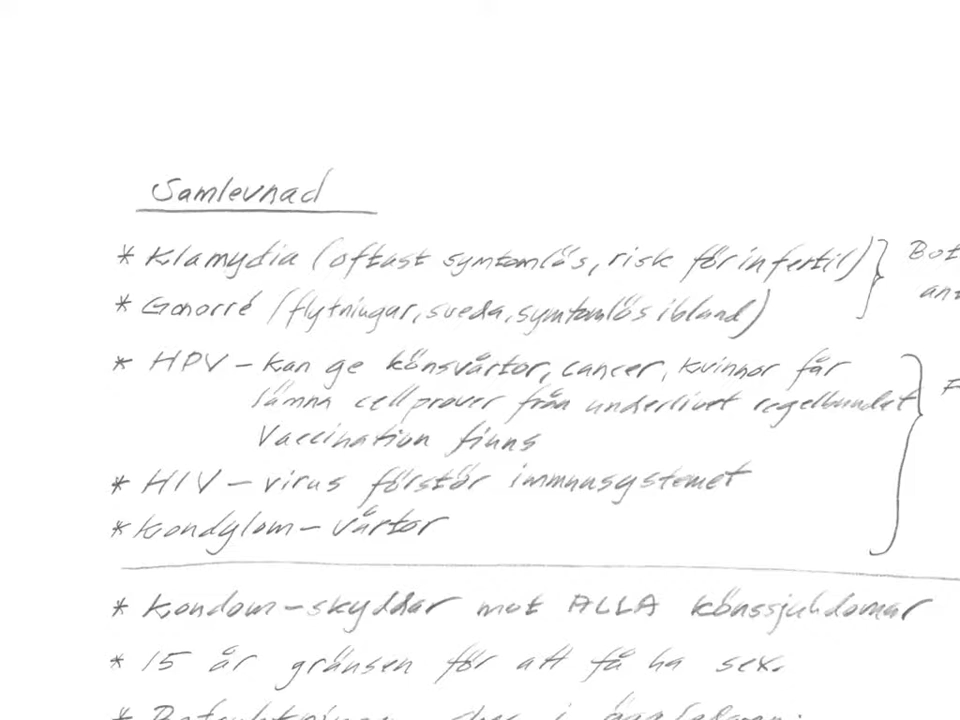 Samlevnad
* Klamydia (oftast symtomlös, risk för infertil)
* Gonorré (flytningar, sveda, symtomlös ibland)
* HPV – kan ge könsvårtor, cancer, kvinnor får
lämna cellprover från underlivet regelbundet
Vaccination finns
* HIV – virus förstör immunsystemet
* Kondylom – vårtor
* Kondom – skyddar mot ALLA könssjukdomar
* 15 år gränsen för att få ha sex.